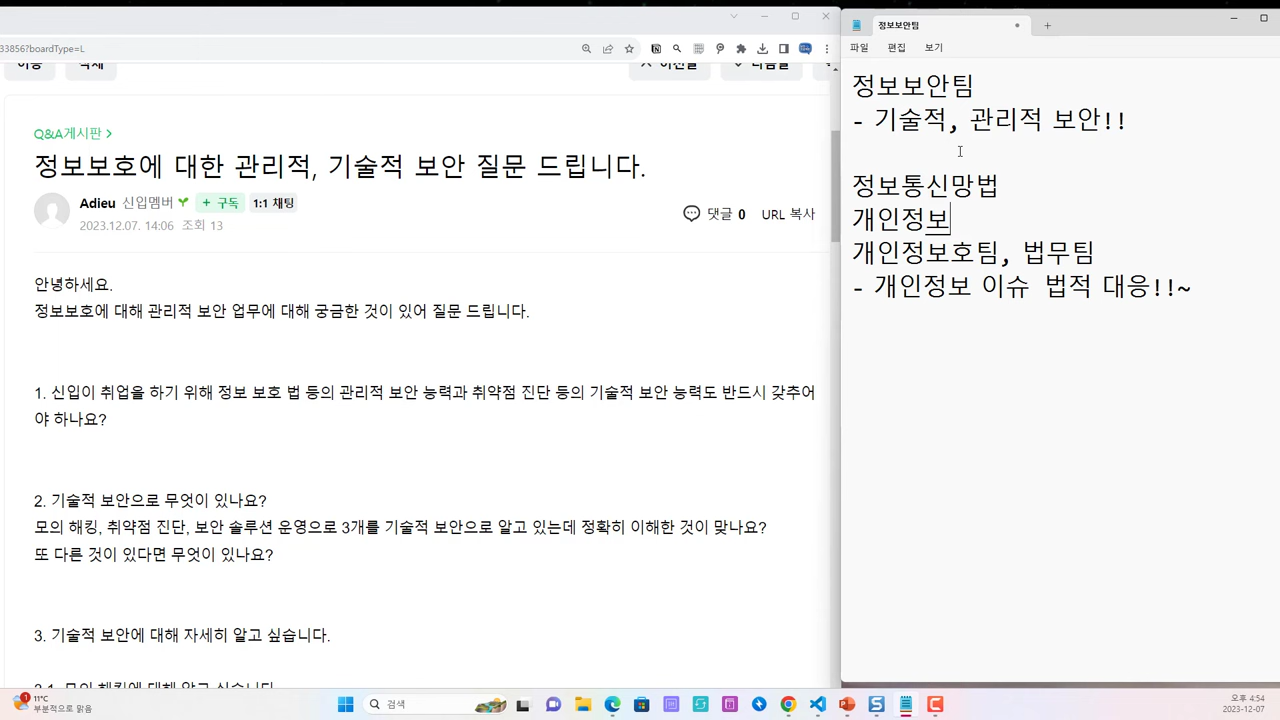 33856?boardType=L
Q&A게시판 >
정보보호에 대한 관리적, 기술적 보안 질문 드립니다.
Adieu 신입멤버 + 구독 1:1 채팅
2023.12.07. 14:06 조회 13
댓글 0 URL 복사
안녕하세요.
정보보호에 대해 관리적 보안 업무에 대해 궁금한 것이 있어 질문 드립니다.
1. 신입이 취업을 하기 위해 정보 보호 법 등의 관리적 보안 능력과 취약점 진단 등의 기술적 보안 능력도 반드시 갖추어
야 하나요?
2. 기술적 보안으로 무엇이 있나요?
모의 해킹, 취약점 진단, 보안 솔루션 운영으로 3개를 기술적 보안으로 알고 있는데 정확히 이해한 것이 맞나요?
또 다른 것이 있다면 무엇이 있나요?
3. 기술적 보안에 대해 자세히 알고 싶습니다.
정보보안팀
파일 편집 보기
정보보안팀
- 기술적, 관리적 보안!!
정보통신망법
개인정보
개인정보호팀, 법무팀
- 개인정보 이슈 법적 대응!!~
1
11°C
부분적으로 맑음
검색
오후 4:54
2023-12-07